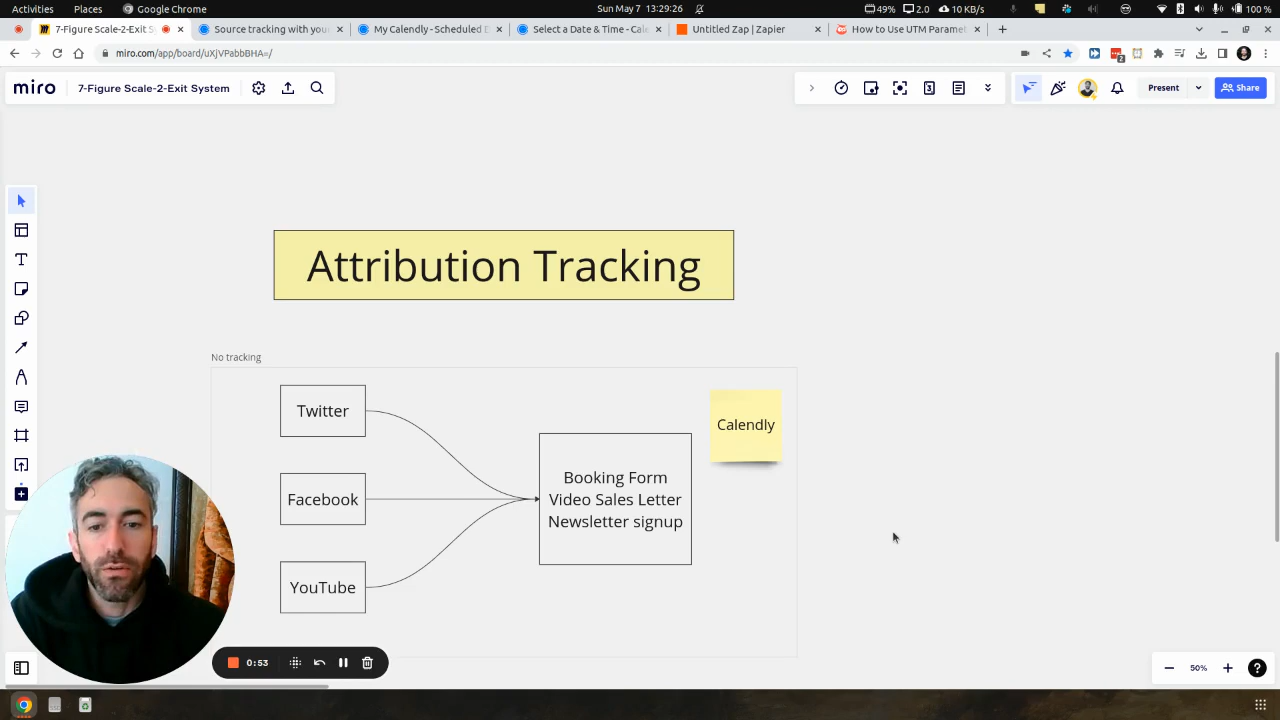 Activities Places Google Chrome Sun May 7 13:29:26 49% 2.0 10 KB/s 100 %
7-Figure Scale-2-Exit Sy Source tracking with you My Calendly - Scheduled E Select a Date & Time - Cal Untitled Zap | Zapier How to Use UTM Paramet
miro.com/app/board/uXjVPabbBHA=/ 2
miro 7-Figure Scale-2-Exit System 3 Present Share
Attribution Tracking
No tracking
Twitter
Calendly
Facebook
Booking Form
Video Sales Letter
Newsletter signup
YouTube
0:53
50%